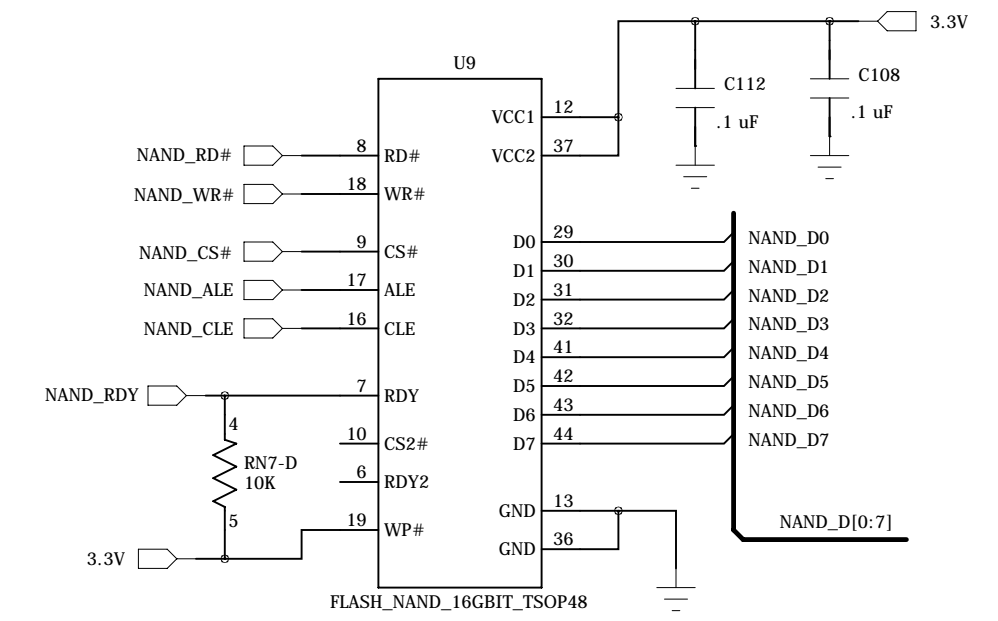 3.3V
U9
C112
.1 uF
C108
.1 uF
12 VCC1
37 VCC2
NAND_RD# 8 RD#
NAND_WR# 18 WR#
NAND_CS# 9 CS#
NAND_ALE 17 ALE
NAND_CLE 16 CLE
NAND_RDY 7 RDY
10 CS2#
6 RDY2
19 WP#
4
RN7-D
10K
5
3.3V
D0 29 NAND_D0
D1 30 NAND_D1
D2 31 NAND_D2
D3 32 NAND_D3
D4 41 NAND_D4
D5 42 NAND_D5
D6 43 NAND_D6
D7 44 NAND_D7
GND 13
GND 36
NAND_D[0:7]
FLASH_NAND_16GBIT_TSOP48